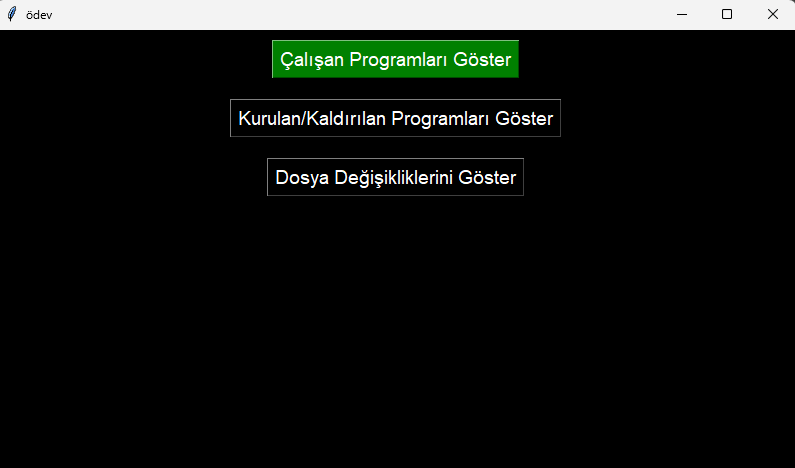 ödev
Çalışan Programları Göster
Kurulan/Kaldırılan Programları Göster
Dosya Değişikliklerini Göster